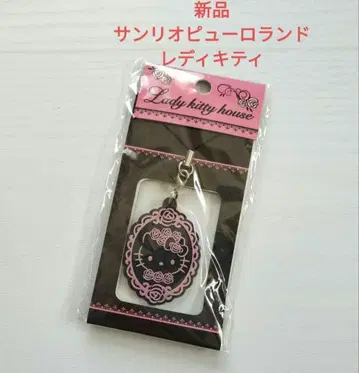 新品
サンリオピューロランド
レディキティ
Lady kitty house